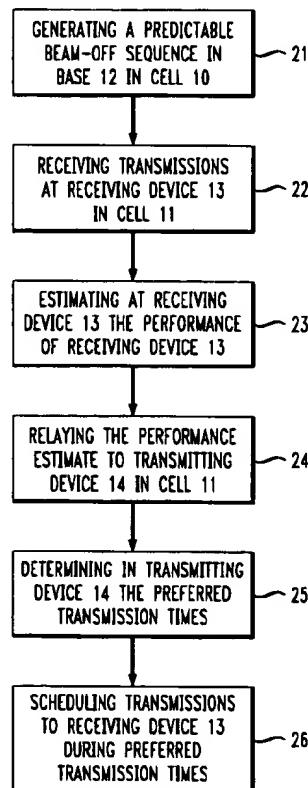 GENERATING A PREDICTABLE
BEAM-OFF SEQUENCE IN
BASE 12 IN CELL 10
21
RECEIVING TRANSMISSIONS
AT RECEIVING DEVICE 13
IN CELL 11
22
ESTIMATING AT RECEIVING
DEVICE 13 THE PERFORMANCE
OF RECEIVING DEVICE 13
23
RELAYING THE PERFORMANCE
ESTIMATE TO TRANSMITTING
DEVICE 14 IN CELL 11
24
DETERMINING IN TRANSMITTING
DEVICE 14 THE PREFERRED
TRANSMISSION TIMES
25
SCHEDULING TRANSMISSIONS
TO RECEIVING DEVICE 13
DURING PREFERRED
TRANSMISSION TIMES
26